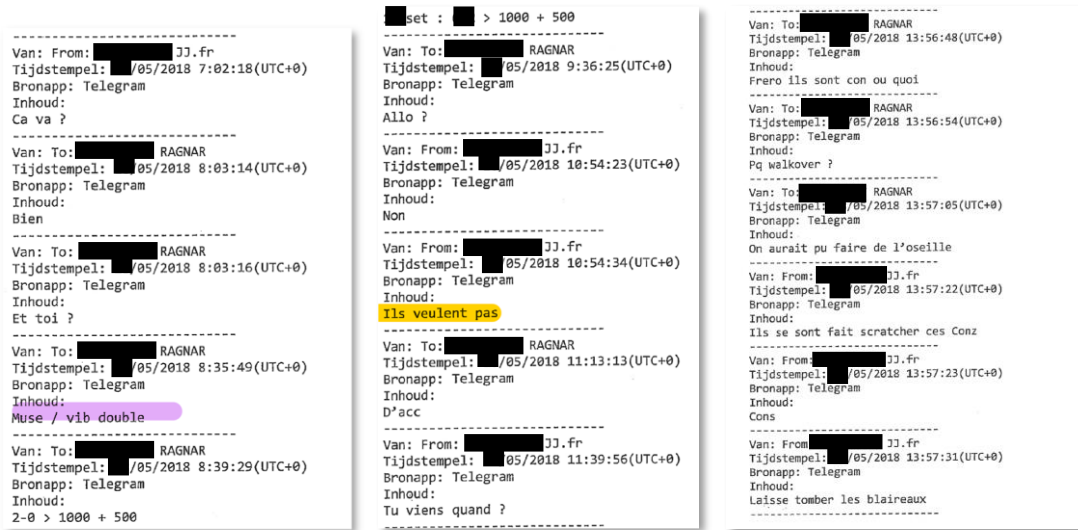 ----------------------------
Van: From: JJ.fr
Tijdstempel: /05/2018 7:02:18(UTC+0)
Bronapp: Telegram
Inhoud:
Ca va ?
----------------------------
Van: To: RAGNAR
Tijdstempel: /05/2018 8:03:14(UTC+0)
Bronapp: Telegram
Inhoud:
Bien
----------------------------
Van: To: RAGNAR
Tijdstempel: /05/2018 8:03:16(UTC+0)
Bronapp: Telegram
Inhoud:
Et toi ?
----------------------------
Van: To: RAGNAR
Tijdstempel: /05/2018 8:35:49(UTC+0)
Bronapp: Telegram
Inhoud:
Muse / vib double
----------------------------
Van: To: RAGNAR
Tijdstempel: /05/2018 8:39:29(UTC+0)
Bronapp: Telegram
Inhoud:
2-0 > 1000 + 500
set : > 1000 + 500
----------------------------
Van: To: RAGNAR
Tijdstempel: /05/2018 9:36:25(UTC+0)
Bronapp: Telegram
Inhoud:
Allo ?
----------------------------
Van: From: JJ.fr
Tijdstempel: /05/2018 10:54:23(UTC+0)
Bronapp: Telegram
Inhoud:
Non
----------------------------
Van: From: JJ.fr
Tijdstempel: /05/2018 10:54:34(UTC+0)
Bronapp: Telegram
Inhoud:
Ils veulent pas
----------------------------
Van: To: RAGNAR
Tijdstempel: /05/2018 11:13:13(UTC+0)
Bronapp: Telegram
Inhoud:
D'acc
----------------------------
Van: From: JJ.fr
Tijdstempel: /05/2018 11:39:56(UTC+0)
Bronapp: Telegram
Inhoud:
Tu viens quand ?
----------------------------
----------------------------
Van: To: RAGNAR
Tijdstempel: /05/2018 13:56:48(UTC+0)
Bronapp: Telegram
Inhoud:
Frero ils sont con ou quoi
----------------------------
Van: To: RAGNAR
Tijdstempel: /05/2018 13:56:54(UTC+0)
Bronapp: Telegram
Inhoud:
Pq walkover ?
----------------------------
Van: To RAGNAR
Tijdstempel: /05/2018 13:57:05(UTC+0)
Bronapp: Telegram
Inhoud:
On aurait pu faire de l'oseille
----------------------------
Van: From: JJ.fr
Tijdstempel: /05/2018 13:57:22(UTC+0)
Bronapp: Telegram
Inhoud:
Ils se sont fait scratcher ces Conz
----------------------------
Van: From: JJ.fr
Tijdstempel: /05/2018 13:57:23(UTC+0)
Bronapp: Telegram
Inhoud:
Cons
----------------------------
Van: From JJ.fr
Tijdstempel: /05/2018 13:57:31(UTC+0)
Bronapp: Telegram
Inhoud:
Laisse tomber les blaireaux
----------------------------